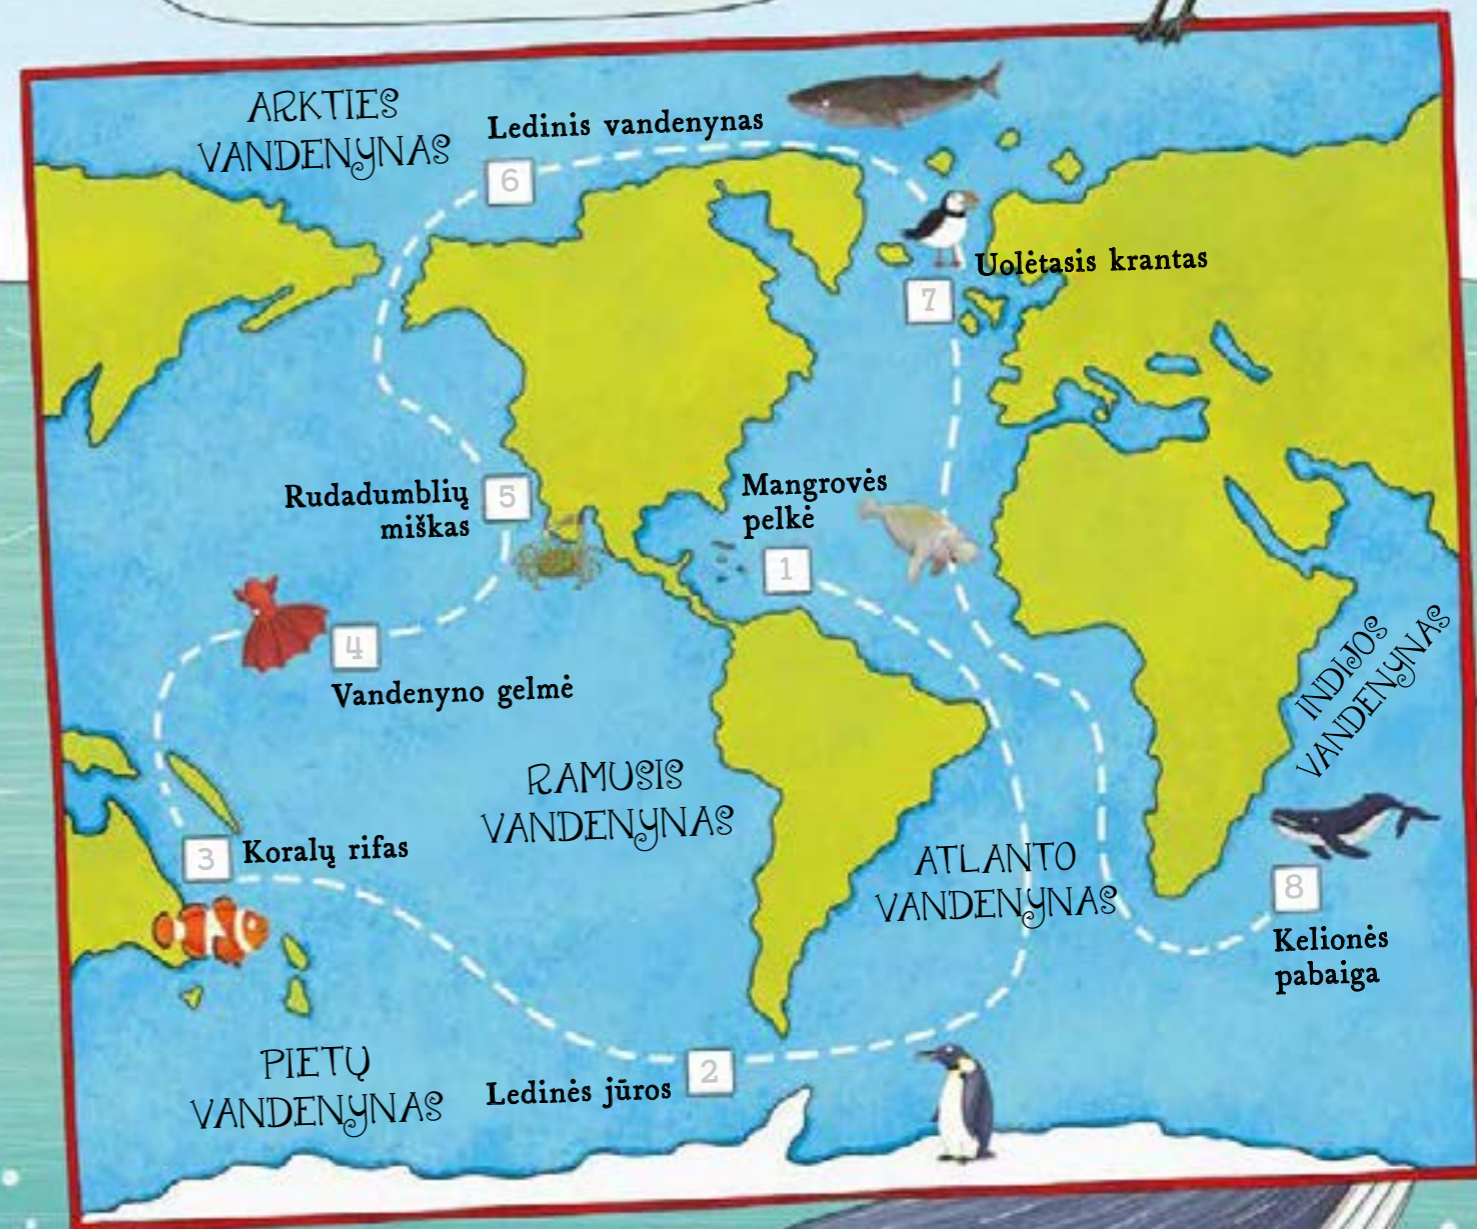 ARKTIES
VANDENYNAS
Ledinis vandenynas
6
Uolėtasis krantas
7
Rudadumblių
miškas
5
Mangrovės
pelkė
1
4
Vandenyno gelmė
INDIJOS
VANDENYNAS
RAMUSIS
VANDENYNAS
3
Koralų rifas
ATLANTO
VANDENYNAS
8
Kelionės
pabaiga
PIETŲ
VANDENYNAS
Ledinės jūros
2